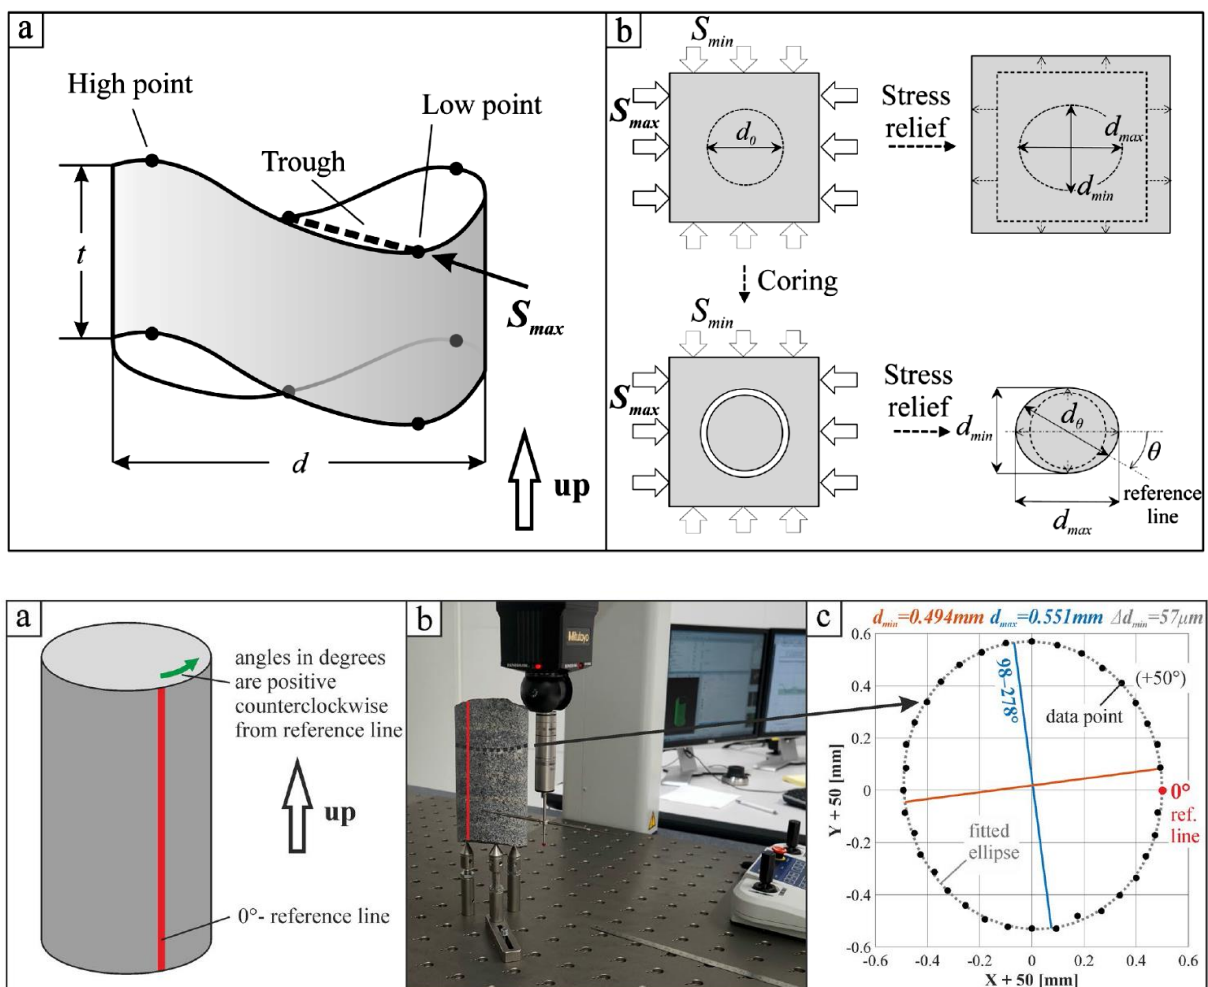 a
High point
Low point
Trough
t
S_max
d
up
b
S_min
S_max
d_0
Stress
relief
d_max
d_min
Coring
S_min
S_max
Stress
relief
d_min
d_θ
θ
reference
line
d_max
a
angles in degrees
are positive
counterclockwise
from reference line
up
0°- reference line
b
Mitutoyo
c
d_min=0.494mm d_max=0.551mm Δd_min=57μm
0.6
0.4
0.2
0
-0.2
-0.4
-0.6
Y + 50 [mm]
98–278°
(+50°)
data point
0°
ref.
line
fitted
ellipse
-0.6 -0.4 -0.2 0 0.2 0.4 0.6
X + 50 [mm]